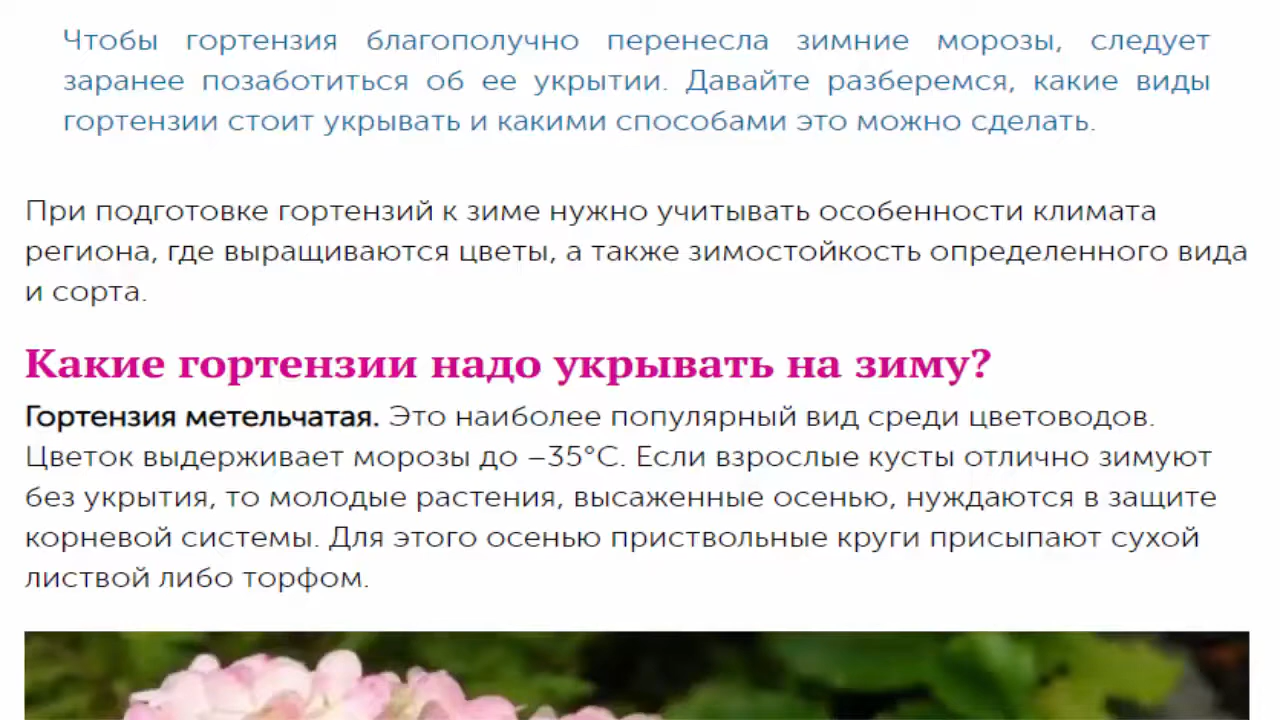 Чтобы гортензия благополучно перенесла зимние морозы, следует
заранее позаботиться об ее укрытии. Давайте разберемся, какие виды
гортензии стоит укрывать и какими способами это можно сделать.
При подготовке гортензий к зиме нужно учитывать особенности климата
региона, где выращиваются цветы, а также зимостойкость определенного вида
и сорта.
Какие гортензии надо укрывать на зиму?
Гортензия метельчатая. Это наиболее популярный вид среди цветоводов.
Цветок выдерживает морозы до −35°С. Если взрослые кусты отлично зимуют
без укрытия, то молодые растения, высаженные осенью, нуждаются в защите
корневой системы. Для этого осенью приствольные круги присыпают сухой
листвой либо торфом.